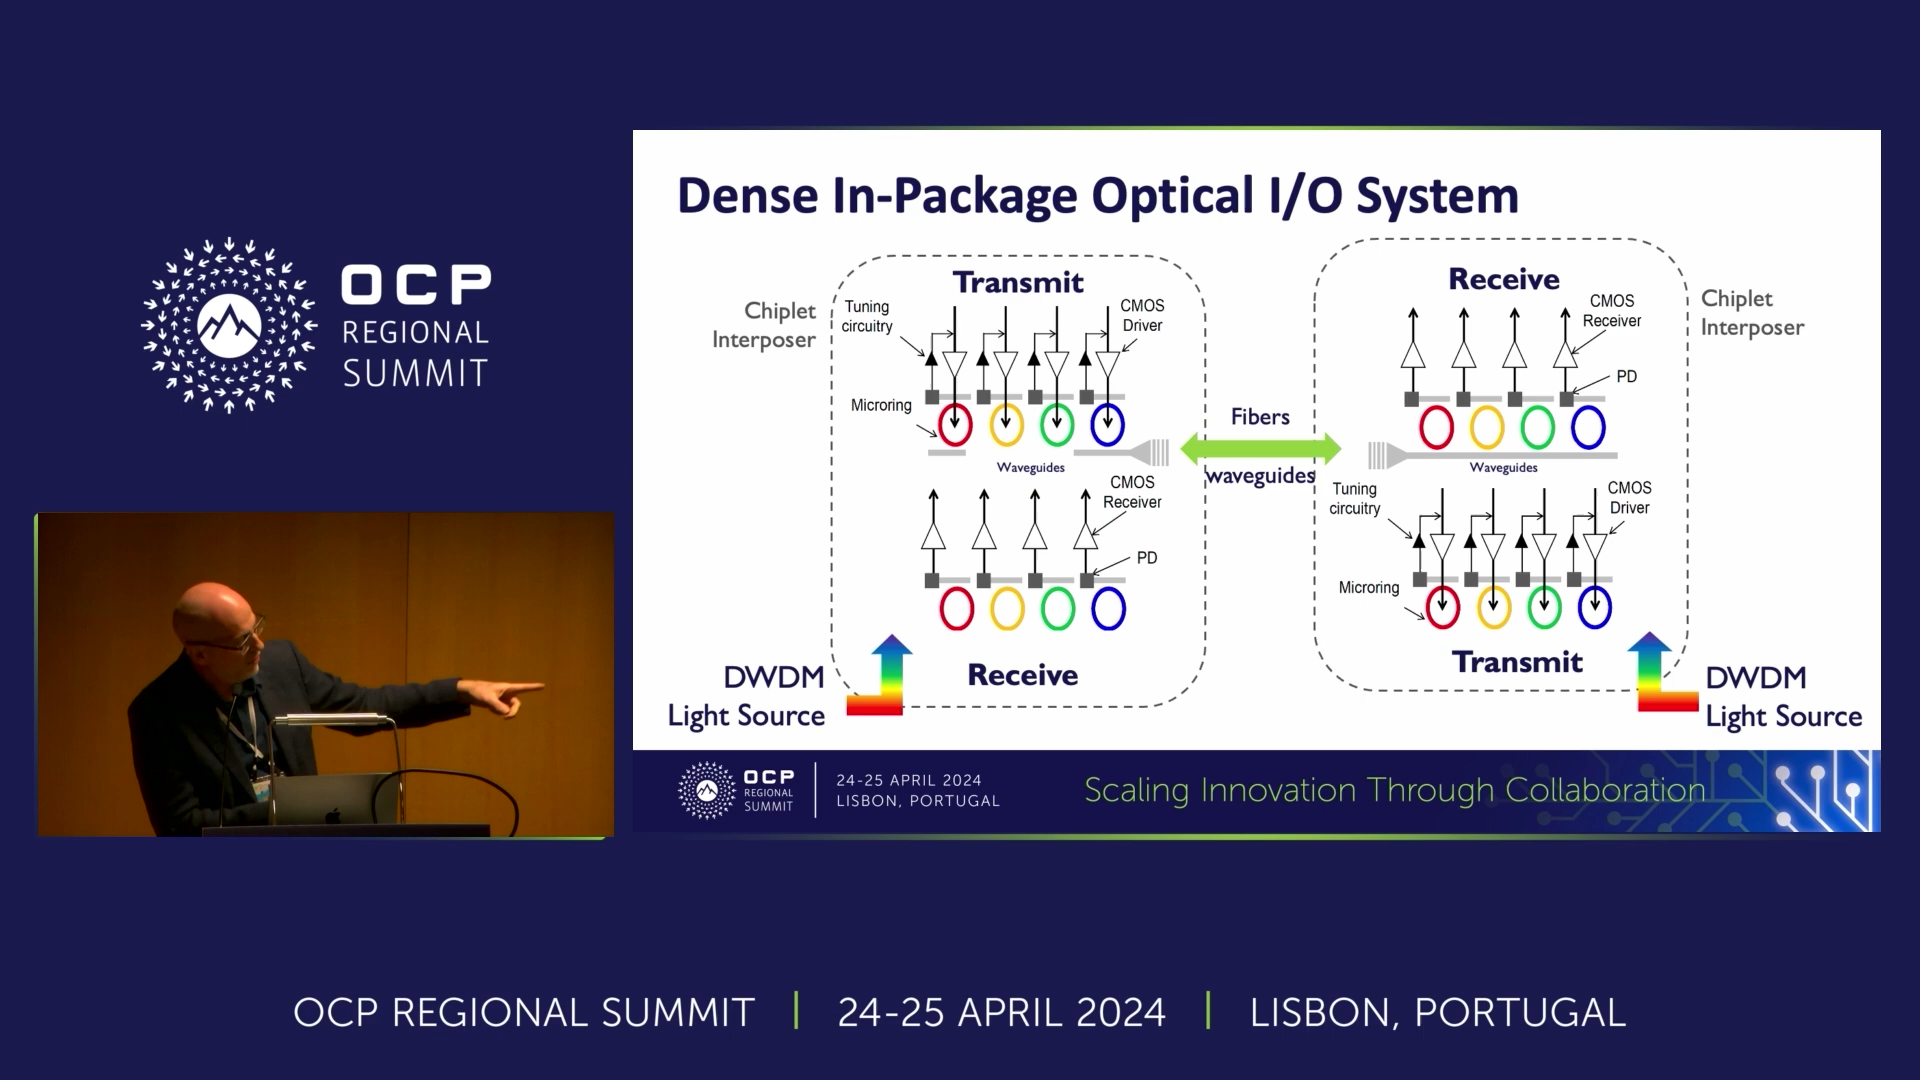 OCP
REGIONAL
SUMMIT
Dense In-Package Optical I/O System
Chiplet
Interposer
Transmit
Tuning
circuitry
CMOS
Driver
Microring
Waveguides
CMOS
Receiver
PD
Receive
DWDM
Light Source
Fibers
waveguides
Receive
CMOS
Receiver
PD
Chiplet
Interposer
Waveguides
Tuning
circuitry
CMOS
Driver
Microring
Transmit
DWDM
Light Source
OCP
REGIONAL
SUMMIT
24-25 APRIL 2024
LISBON, PORTUGAL
Scaling Innovation Through Collaboration
OCP REGIONAL SUMMIT | 24-25 APRIL 2024 | LISBON, PORTUGAL